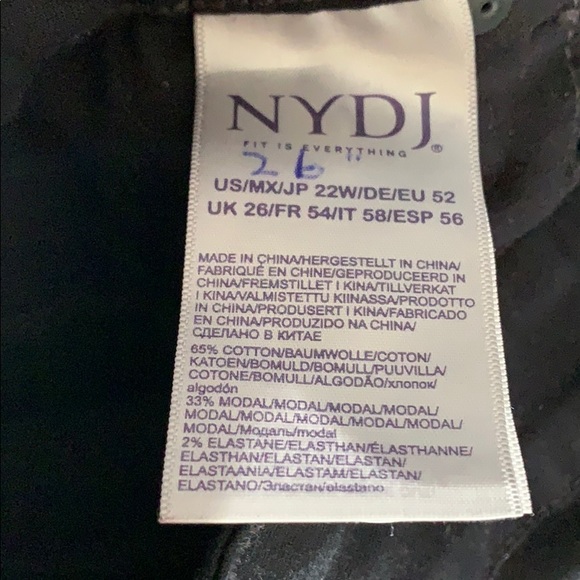 NYDJ®
FIT IS EVERYTHING
26"
US/MX/JP 22W/DE/EU 52
UK 26/FR 54/IT 58/ESP 56
MADE IN CHINA/HERGESTELLT IN CHINA/
FABRIQUÉ EN CHINE/GEPRODUCEERD IN
CHINA/FREMSTILLET I KINA/TILLVERKAT
I KINA/VALMISTETTU KIINASSA/PRODOTTO
IN CHINA/PRODUSERT I KINA/FABRICADO
EN CHINA/PRODUZIDO NA CHINA/
СДЕЛАНО В КИТАЕ
65% COTTON/BAUMWOLLE/COTON/
KATOEN/BOMULD/BOMULL/PUUVILLA/
COTONE/BOMULL/ALGODÃO/хлопок/
algodón
33% MODAL/MODAL/MODAL/MODAL/
MODAL/MODAL/MODAL/MODAL/MODAL/
MODAL/Модаль/modal
2% ELASTANE/ELASTHAN/ÉLASTHANNE/
ELASTHAN/ELASTAN/ELASTAN/
ELASTAANIA/ELASTAM/ELASTAN/
ELASTANO/Эластан/elastano